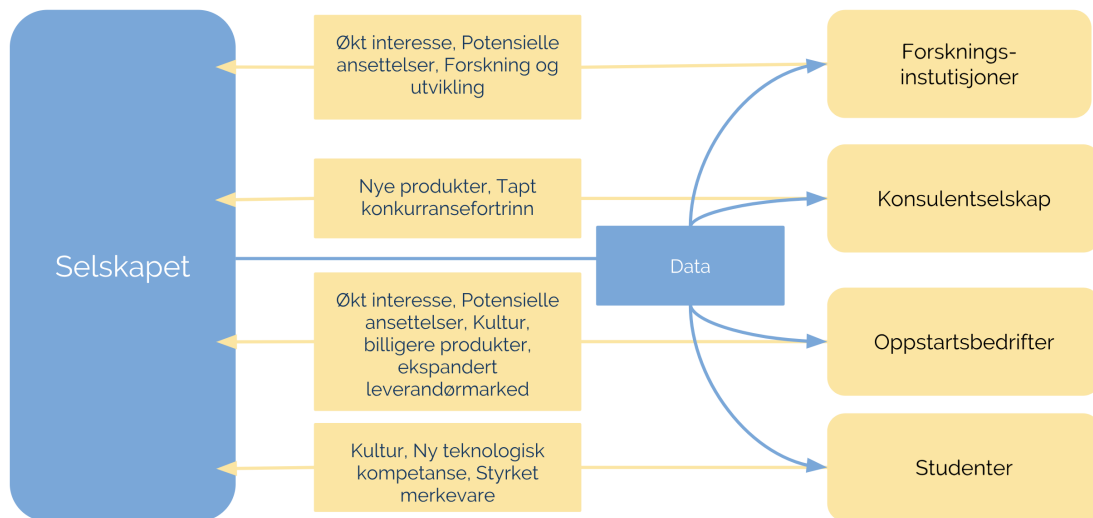 Økt interesse, Potensielle
ansettelser, Forskning og
utvikling
Forsknings-
instutisjoner
Nye produkter, Tapt
konkurransefortrinn
Konsulentselskap
Selskapet
Data
Økt interesse, Potensielle
ansettelser, Kultur,
billigere produkter,
ekspandert
leverandørmarked
Oppstartsbedrifter
Kultur, Ny teknologisk
kompetanse, Styrket
merkevare
Studenter